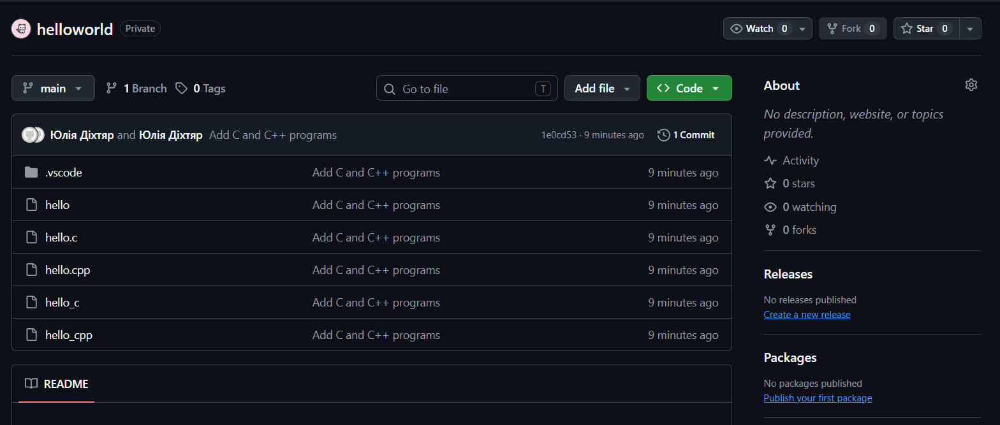 helloworld Private Watch 0 Fork 0 Star 0
main 1 Branch 0 Tags Go to file T Add file Code
Юлія Діхтяр and Юлія Діхтяр Add C and C++ programs 1e0cd53 · 9 minutes ago 1 Commit
.vscode Add C and C++ programs 9 minutes ago
hello Add C and C++ programs 9 minutes ago
hello.c Add C and C++ programs 9 minutes ago
hello.cpp Add C and C++ programs 9 minutes ago
hello_c Add C and C++ programs 9 minutes ago
hello_cpp Add C and C++ programs 9 minutes ago
README
About
No description, website, or topics
provided.
Activity
0 stars
0 watching
0 forks
Releases
No releases published
Create a new release
Packages
No packages published
Publish your first package